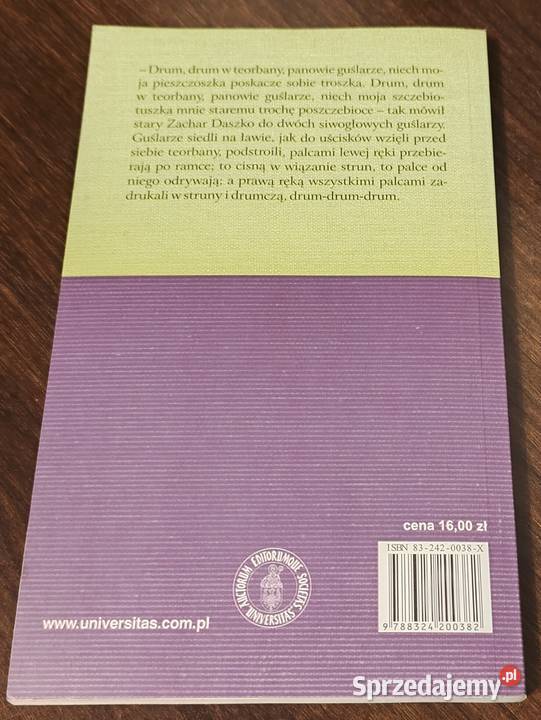 – Drum, drum w teorbany, panowie guślarze, niech mo-
ja pieszczoszka poskacze sobie troszka. Drum, drum
w teorbany, panowie guślarze, niech moja szczebio-
tuszka mnie staremu trochę poszczebioce – tak mówił
stary Zachar Daszko do dwóch siwogłowych guślarzy.
Guślarze siedli na ławie, jak do uścisków wzięli przed
siebie teorbany, podstroili, palcami lewej ręki przebie-
rają po ramce; to cisną w wiązanie strun, to palce od
niego odrywają; a prawą ręką wszystkimi palcami za-
drukali w struny i drumczą, drum-drum-drum.
cena 16,00 zł
ISBN 83-242-0038-X
9 788324 200382
AUCTORUM EDITORUMQUE SOCIETAS
UNIVERSITAS
www.universitas.com.pl
Sprzedajemy.pl